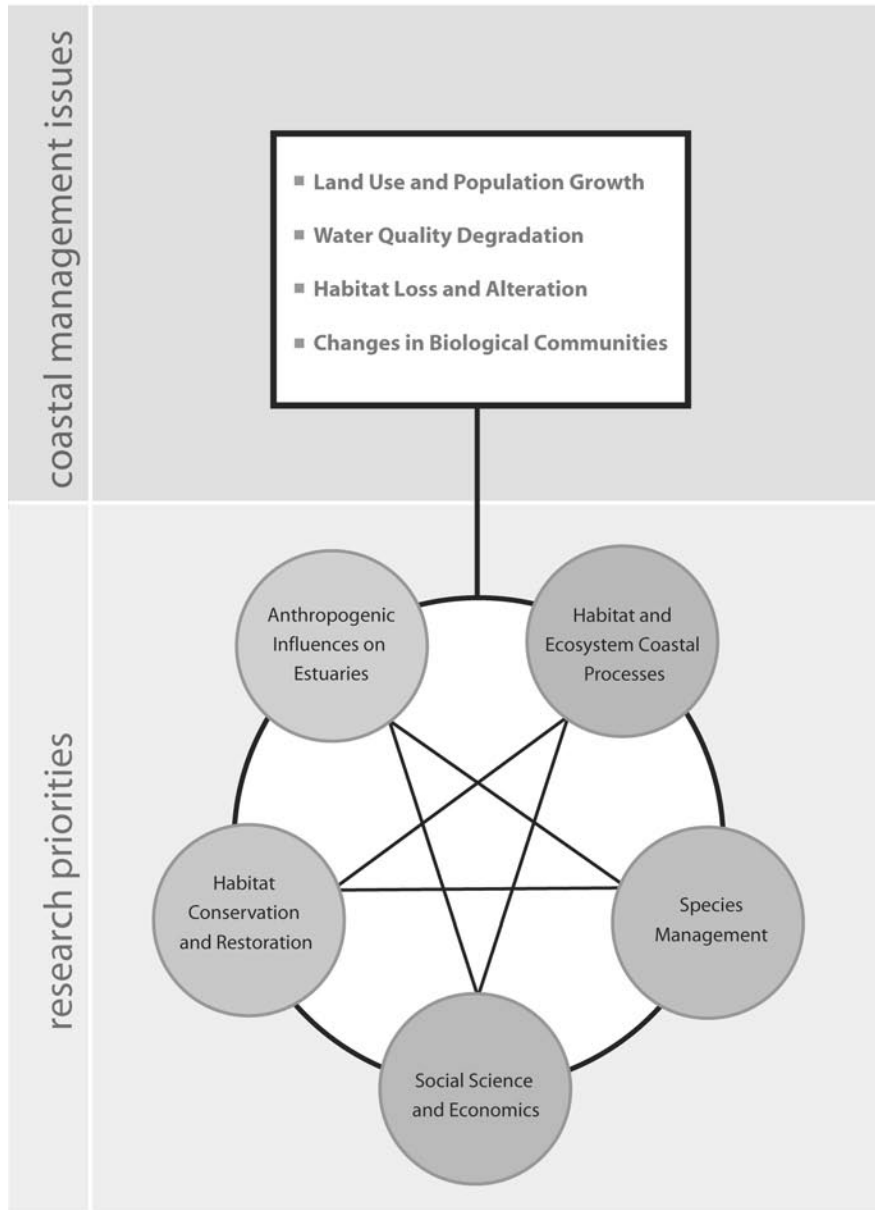 coastal management issues
Land Use and Population Growth
Water Quality Degradation
Habitat Loss and Alteration
Changes in Biological Communities
research priorities
Anthropogenic
Influences on
Estuaries
Habitat and
Ecosystem Coastal
Processes
Habitat
Conservation
and Restoration
Species
Management
Social Science
and Economics